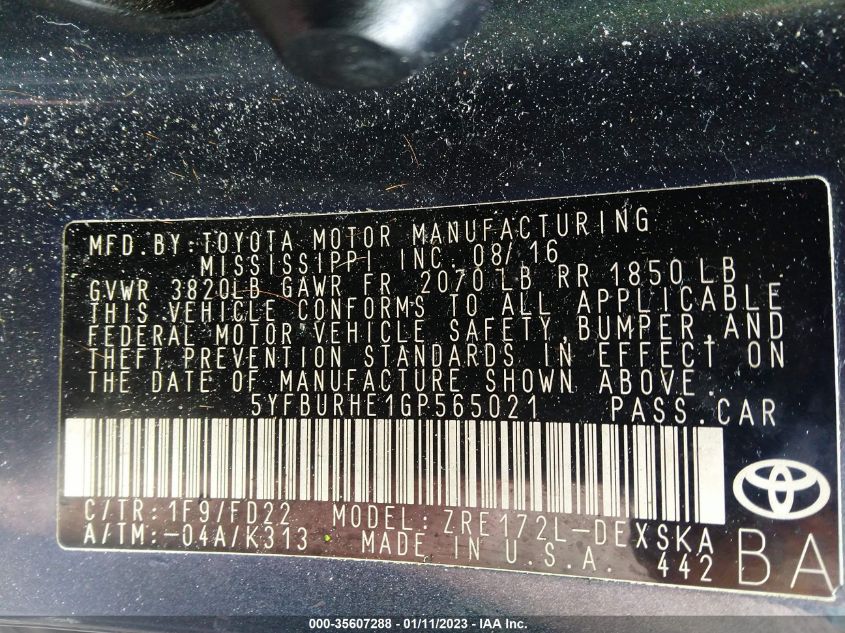 MFD.BY:TOYOTA MOTOR MANUFACTURING
MISSISSIPPI INC. 08/16
GVWR 3820LB GAWR FR 2070LB RR 1850LB
THIS VEHICLE CONFORMS TO ALL APPLICABLE
FEDERAL MOTOR VEHICLE SAFETY,BUMPER,AND
THEFT PREVENTION STANDARDS IN EFFECT ON
THE DATE OF MANUFACTURE SHOWN ABOVE.
5YFBURHE1GP565021 PASS.CAR
C/TR:1F9/FD22 MODEL:ZRE172L-DEXSKA
A/TM:-04A/K313 MADE IN U.S.A. 442
BA
000-35607288 - 01/11/2023 - © IAA, Inc.